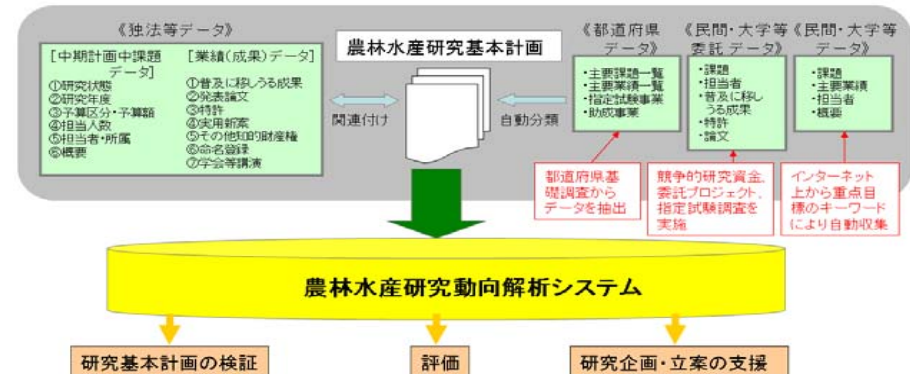 《独法等データ》
[中期計画中課題
データ]
①研究状態
②研究年度
③予算区分・予算額
④担当人数
⑤担当者・所属
⑥概要
[業績(成果)データ]
①普及に移しうる成果
②発表論文
③特許
④実用新案
⑤その他知的財産権
⑥命名登録
⑦学会等講演
農林水産研究基本計画
関連付け
自動分類
《都道府県
データ》
・主要課題一覧
・主要業績一覧
・指定試験事業
・助成事業
《民間・大学等
委託データ》
・課題
・担当者
・普及に移し
うる成果
・特許
・論文
《民間・大学等
データ》
・課題
・主要業績
・担当者
・概要
都道府県基
礎調査から
データを抽出
競争的研究資金、
委託プロジェクト、
指定試験調査を
実施
インターネット
上から重点目
標のキーワード
により自動収集
農林水産研究動向解析システム
研究基本計画の検証
評価
研究企画・立案の支援